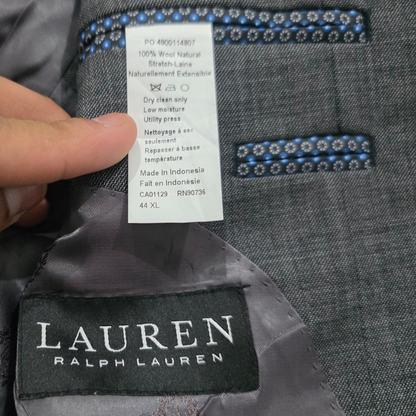 PO 4900114807
100% Wool Natural
Stretch-Laine
Naturellement Extensible
Dry clean only
Low moisture
Utility press
Nettoyage à sec
seulement
Repasser à basse
température
Made In Indonesia
Fait en Indonésie
CA01129 RN90736
44 XL
LAUREN
RALPH LAUREN